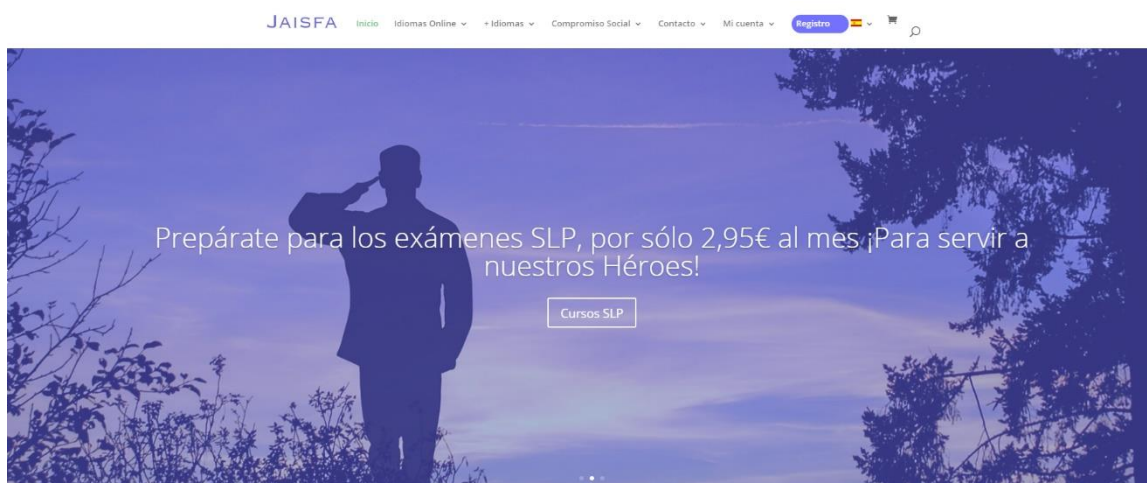 JAISFA Inicio Idiomas Online + Idiomas Compromiso Social Contacto Mi cuenta Registro
Prepárate para los exámenes SLP, por sólo 2,95€ al mes ¡Para servir a
nuestros Héroes!
Cursos SLP